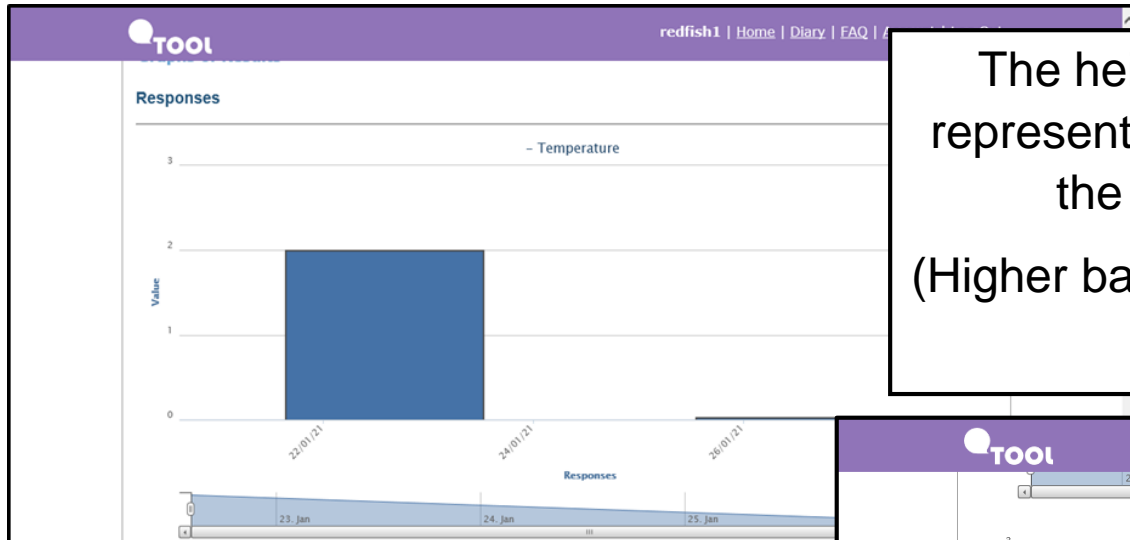 TOOL
redfish1 | Home | Diary | FAQ |
Responses
– Temperature
3
2
1
0
Value
22/01/21
24/01/21
26/01/21
Responses
23. Jan
24. Jan
25. Jan
The he
represent
the
(Higher ba
TOOL
2